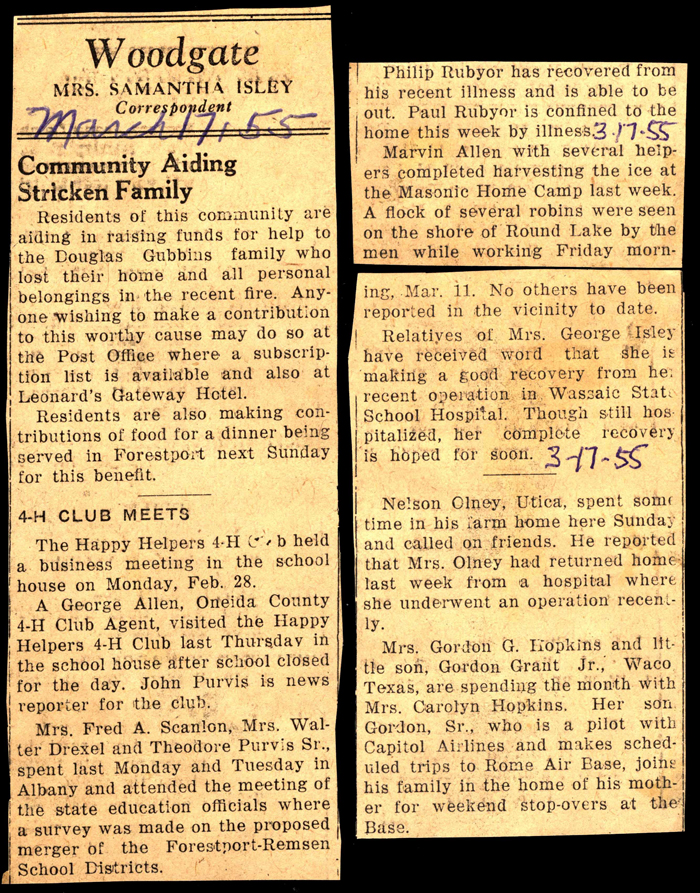 Woodgate
MRS. SAMANTHA ISLEY
Correspondent
March 17, 55
Community Aiding
Stricken Family
Residents of this community are
aiding in raising funds for help to
the Douglas Gubbins family who
lost their home and all personal
belongings in the recent fire. Any-
one wishing to make a contribution
to this worthy cause may do so at
the Post Office where a subscrip-
tion list is available and also at
Leonard's Gateway Hotel.
Residents are also making con-
tributions of food for a dinner being
served in Forestport next Sunday
for this benefit.
4-H CLUB MEETS
The Happy Helpers 4-H held
a business meeting in the school
house on Monday, Feb. 28.
A George Allen, Oneida County
4-H Club Agent, visited the Happy
Helpers 4-H Club last Thursday in
the school house after school closed
for the day. John Purvis is news
reporter for the club.
Mrs. Fred A. Scanlon, Mrs. Wal-
ter Drexel and Theodore Purvis Sr.,
spent last Monday and Tuesday in
Albany and attended the meeting of
the state education officials where
a survey was made on the proposed
merger of the Forestport-Remsen
School Districts.
Philip Rubyor has recovered from
his recent illness and is able to be
out. Paul Rubyor is confined to the
home this week by illness. 3-17-55
Marvin Allen with several help-
ers completed harvesting the ice at
the Masonic Home Camp last week.
A flock of several robins were seen
on the shore of Round Lake by the
men while working Friday morn-
ing, Mar. 11. No others have been
reported in the vicinity to date.
Relatives of Mrs. George Isley
have received word that she is
making a good recovery from her
recent operation in Wassaic State
School Hospital. Though still hos
pitalized, her complete recovery
is hoped for soon. 3-17-55
Nelson Olney, Utica, spent some
time in his farm home here Sunday
and called on friends. He reported
that Mrs. Olney had returned home
last week from a hospital where
she underwent an operation recent-
ly.
Mrs. Gordon G. Hopkins and lit-
tle son, Gordon Grant Jr., Waco,
Texas, are spending the month with
Mrs. Carolyn Hopkins. Her son
Gordon, Sr., who is a pilot with
Capitol Airlines and makes sched-
uled trips to Rome Air Base, joins
his family in the home of his moth-
er for weekend stop-overs at the
Base.